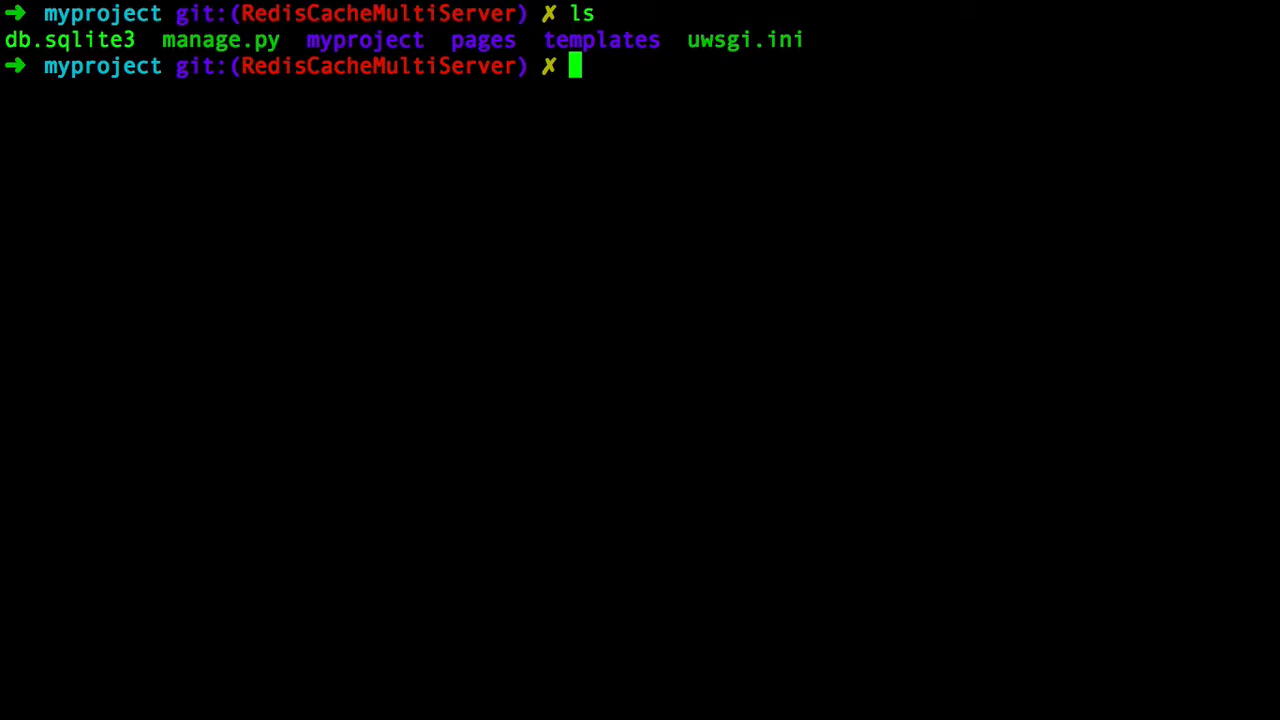 ➜ myproject git:(RedisCacheMultiServer) ✗ ls
db.sqlite3 manage.py myproject pages templates uwsgi.ini
➜ myproject git:(RedisCacheMultiServer) ✗